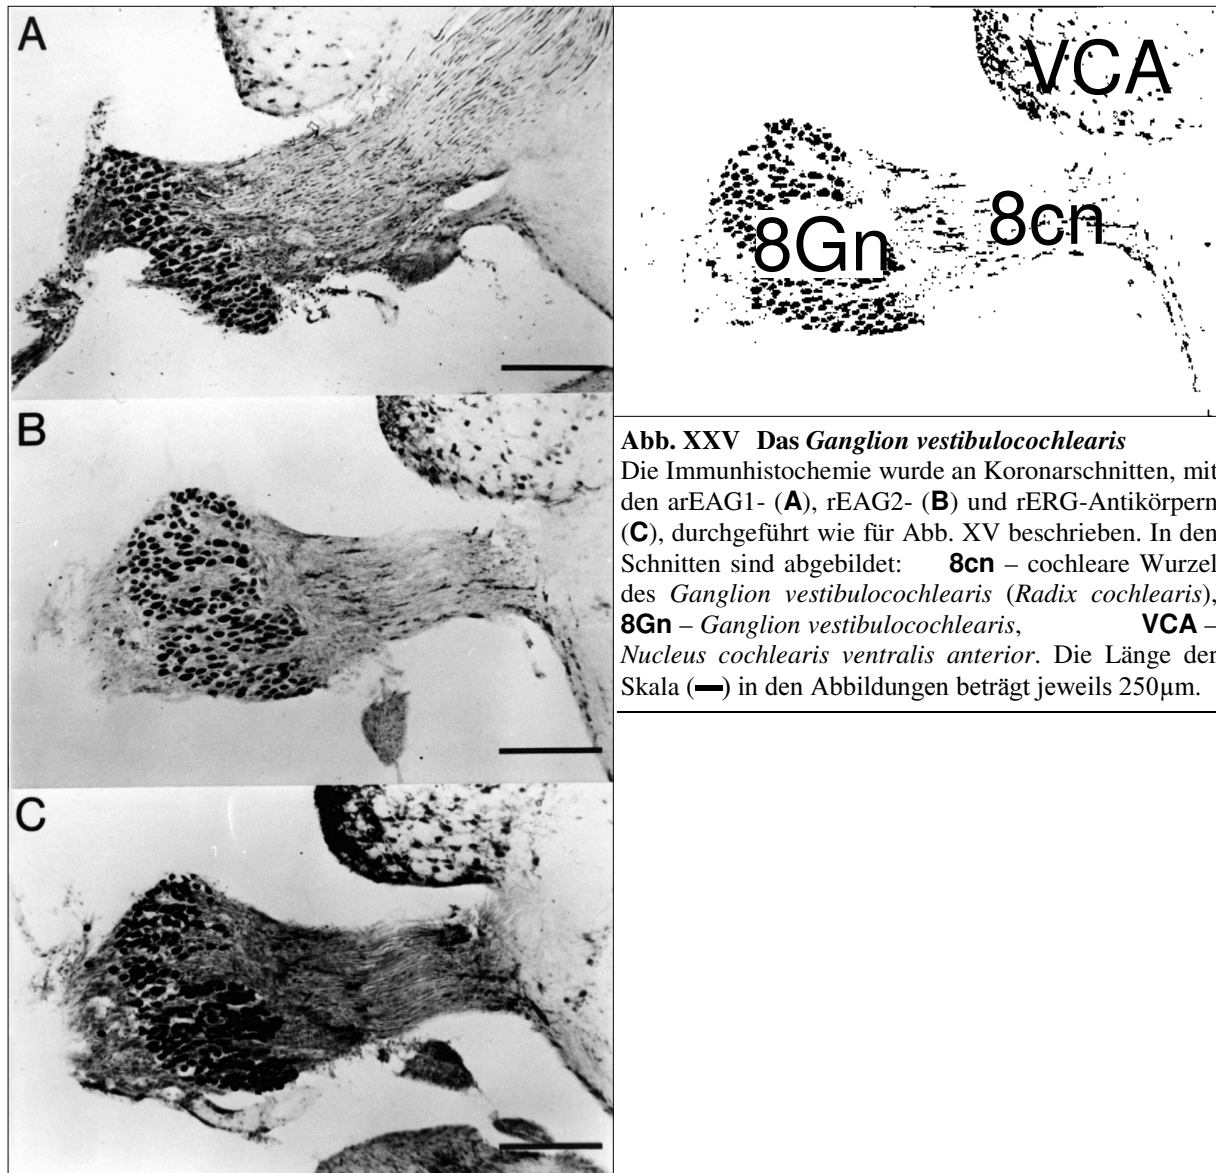 A
B
C
VCA
8Gn
8cn
Abb. XXV Das Ganglion vestibulocochlearis
Die Immunhistochemie wurde an Koronarschnitten, mit
den arEAG1- (A), rEAG2- (B) und rERG-Antikörpern
(C), durchgeführt wie für Abb. XV beschrieben. In den
Schnitten sind abgebildet: 8cn – cochleare Wurzel
des Ganglion vestibulocochlearis (Radix cochlearis),
8Gn – Ganglion vestibulocochlearis, VCA –
Nucleus cochlearis ventralis anterior. Die Länge der
Skala (—) in den Abbildungen beträgt jeweils 250µm.